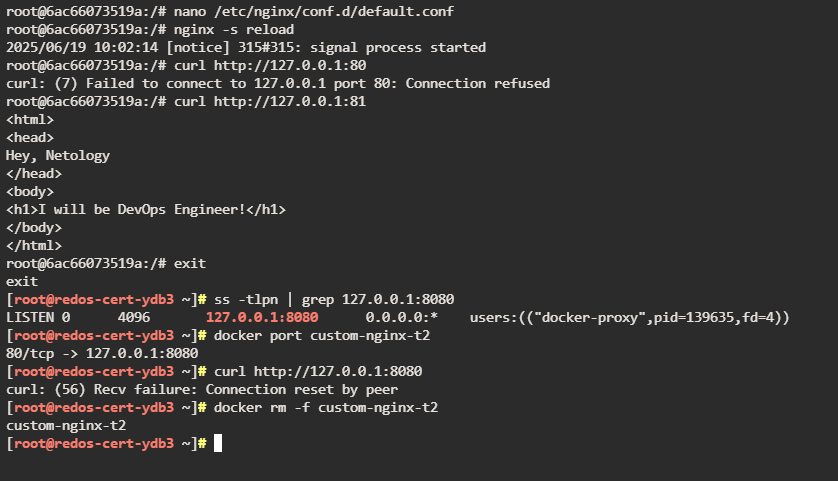 root@6ac66073519a:/# nano /etc/nginx/conf.d/default.conf
root@6ac66073519a:/# nginx -s reload
2025/06/19 10:02:14 [notice] 315#315: signal process started
root@6ac66073519a:/# curl http://127.0.0.1:80
curl: (7) Failed to connect to 127.0.0.1 port 80: Connection refused
root@6ac66073519a:/# curl http://127.0.0.1:81
<html>
<head>
Hey, Netology
</head>
<body>
<h1>I will be DevOps Engineer!</h1>
</body>
</html>
root@6ac66073519a:/# exit
exit
[root@redos-cert-ydb3 ~]# ss -tlpn | grep 127.0.0.1:8080
LISTEN 0      4096       127.0.0.1:8080      0.0.0.0:*    users:(("docker-proxy",pid=139635,fd=4))
[root@redos-cert-ydb3 ~]# docker port custom-nginx-t2
80/tcp -> 127.0.0.1:8080
[root@redos-cert-ydb3 ~]# curl http://127.0.0.1:8080
curl: (56) Recv failure: Connection reset by peer
[root@redos-cert-ydb3 ~]# docker rm -f custom-nginx-t2
custom-nginx-t2
[root@redos-cert-ydb3 ~]#